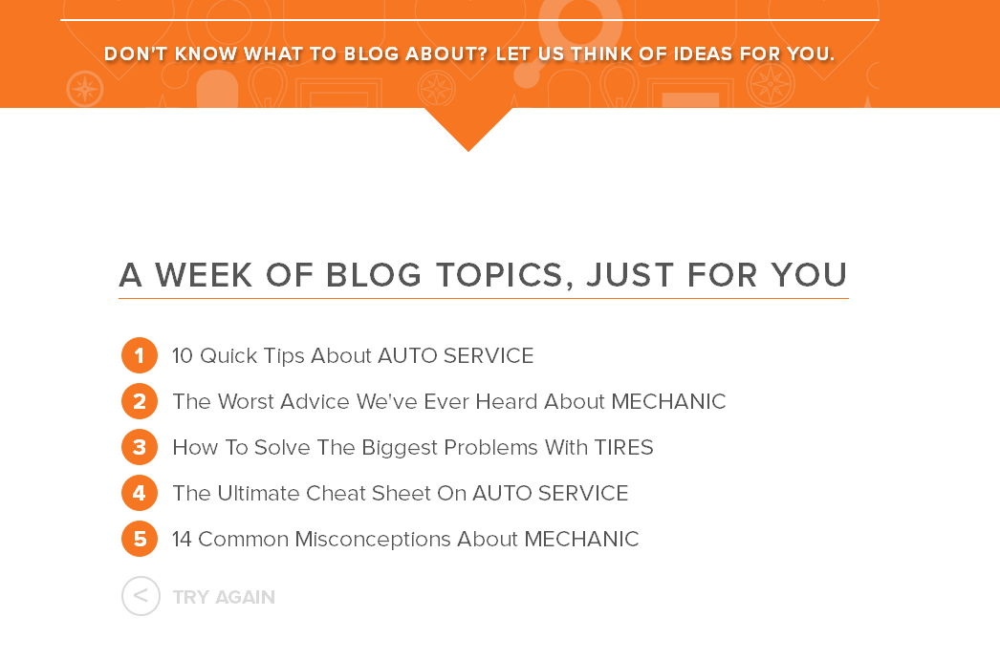 DON'T KNOW WHAT TO BLOG ABOUT? LET US THINK OF IDEAS FOR YOU.
A WEEK OF BLOG TOPICS, JUST FOR YOU
1 10 Quick Tips About AUTO SERVICE
2 The Worst Advice We've Ever Heard About MECHANIC
3 How To Solve The Biggest Problems With TIRES
4 The Ultimate Cheat Sheet On AUTO SERVICE
5 14 Common Misconceptions About MECHANIC
< TRY AGAIN